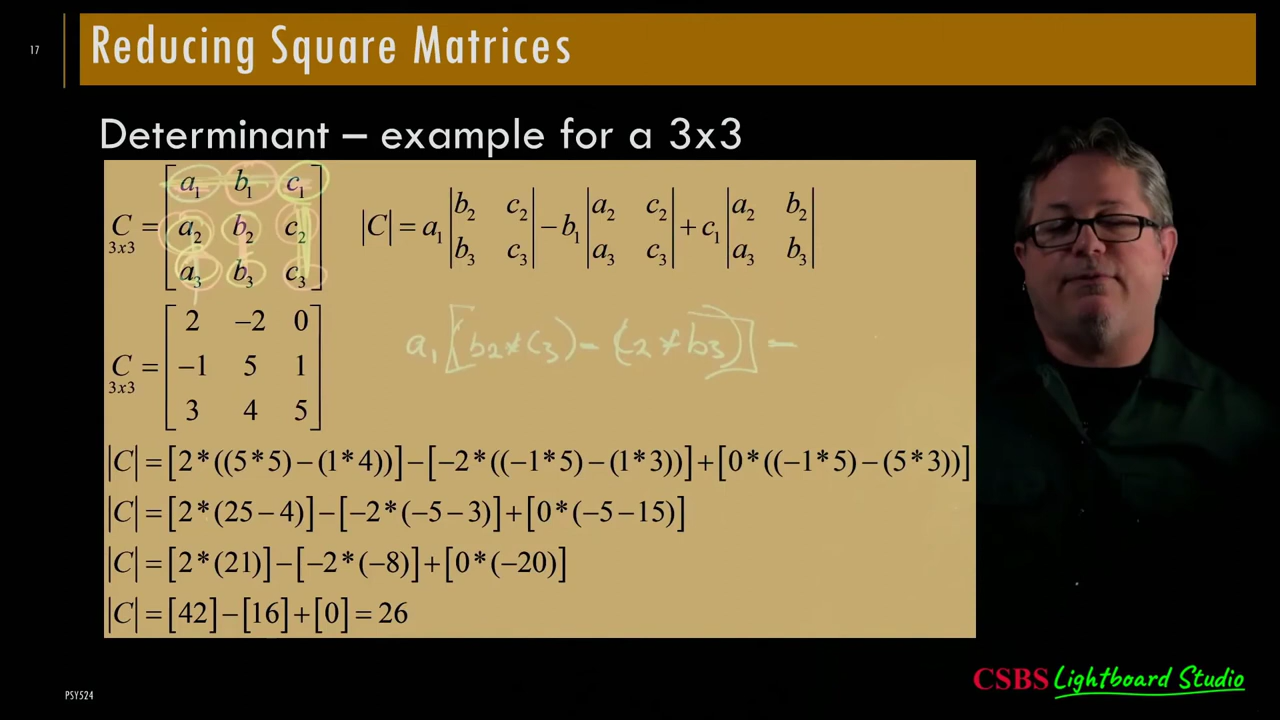 17
Reducing Square Matrices
Determinant – example for a 3x3
C 3x3 = [ a₁ b₁ c₁
a₂ b₂ c₂
a₃ b₃ c₃ ]
|C| = a₁ |b₂ c₂
b₃ c₃| − b₁ |a₂ c₂
a₃ c₃| + c₁ |a₂ b₂
a₃ b₃|
a₁[(b₂*c₃)-(c₂*b₃)] -
C 3x3 = [ 2 −2 0
−1 5 1
3 4 5 ]
|C| = [2*((5*5)−(1*4))]−[−2*((−1*5)−(1*3))]+[0*((−1*5)−(5*3))]
|C| = [2*(25−4)]−[−2*(−5−3)]+[0*(−5−15)]
|C| = [2*(21)]−[−2*(−8)]+[0*(−20)]
|C| = [42]−[16]+[0] = 26
PSY524
CSBS Lightboard Studio